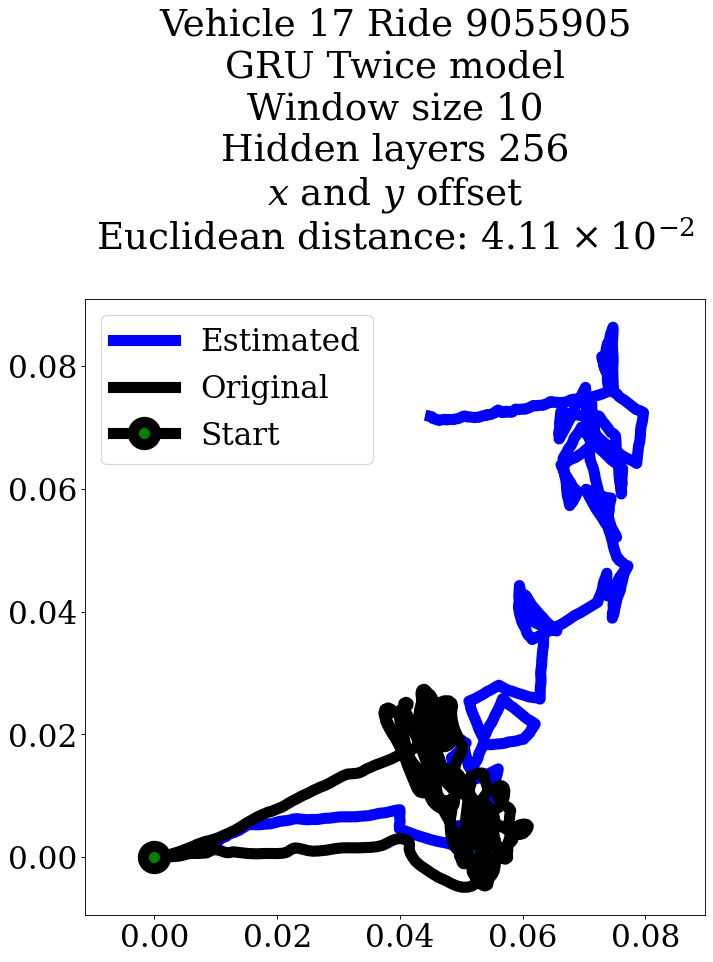 Vehicle 17 Ride 9055905
GRU Twice model
Window size 10
Hidden layers 256
x and y offset
Euclidean distance: 4.11 × 10⁻²
Estimated
Original
Start
0.08
0.06
0.04
0.02
0.00
0.00 0.02 0.04 0.06 0.08